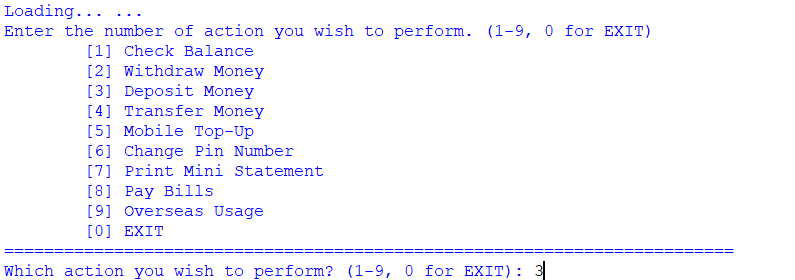 Loading... ...
Enter the number of action you wish to perform. (1-9, 0 for EXIT)
[1] Check Balance
[2] Withdraw Money
[3] Deposit Money
[4] Transfer Money
[5] Mobile Top-Up
[6] Change Pin Number
[7] Print Mini Statement
[8] Pay Bills
[9] Overseas Usage
[0] EXIT
=========================================================================
Which action you wish to perform? (1-9, 0 for EXIT): 3